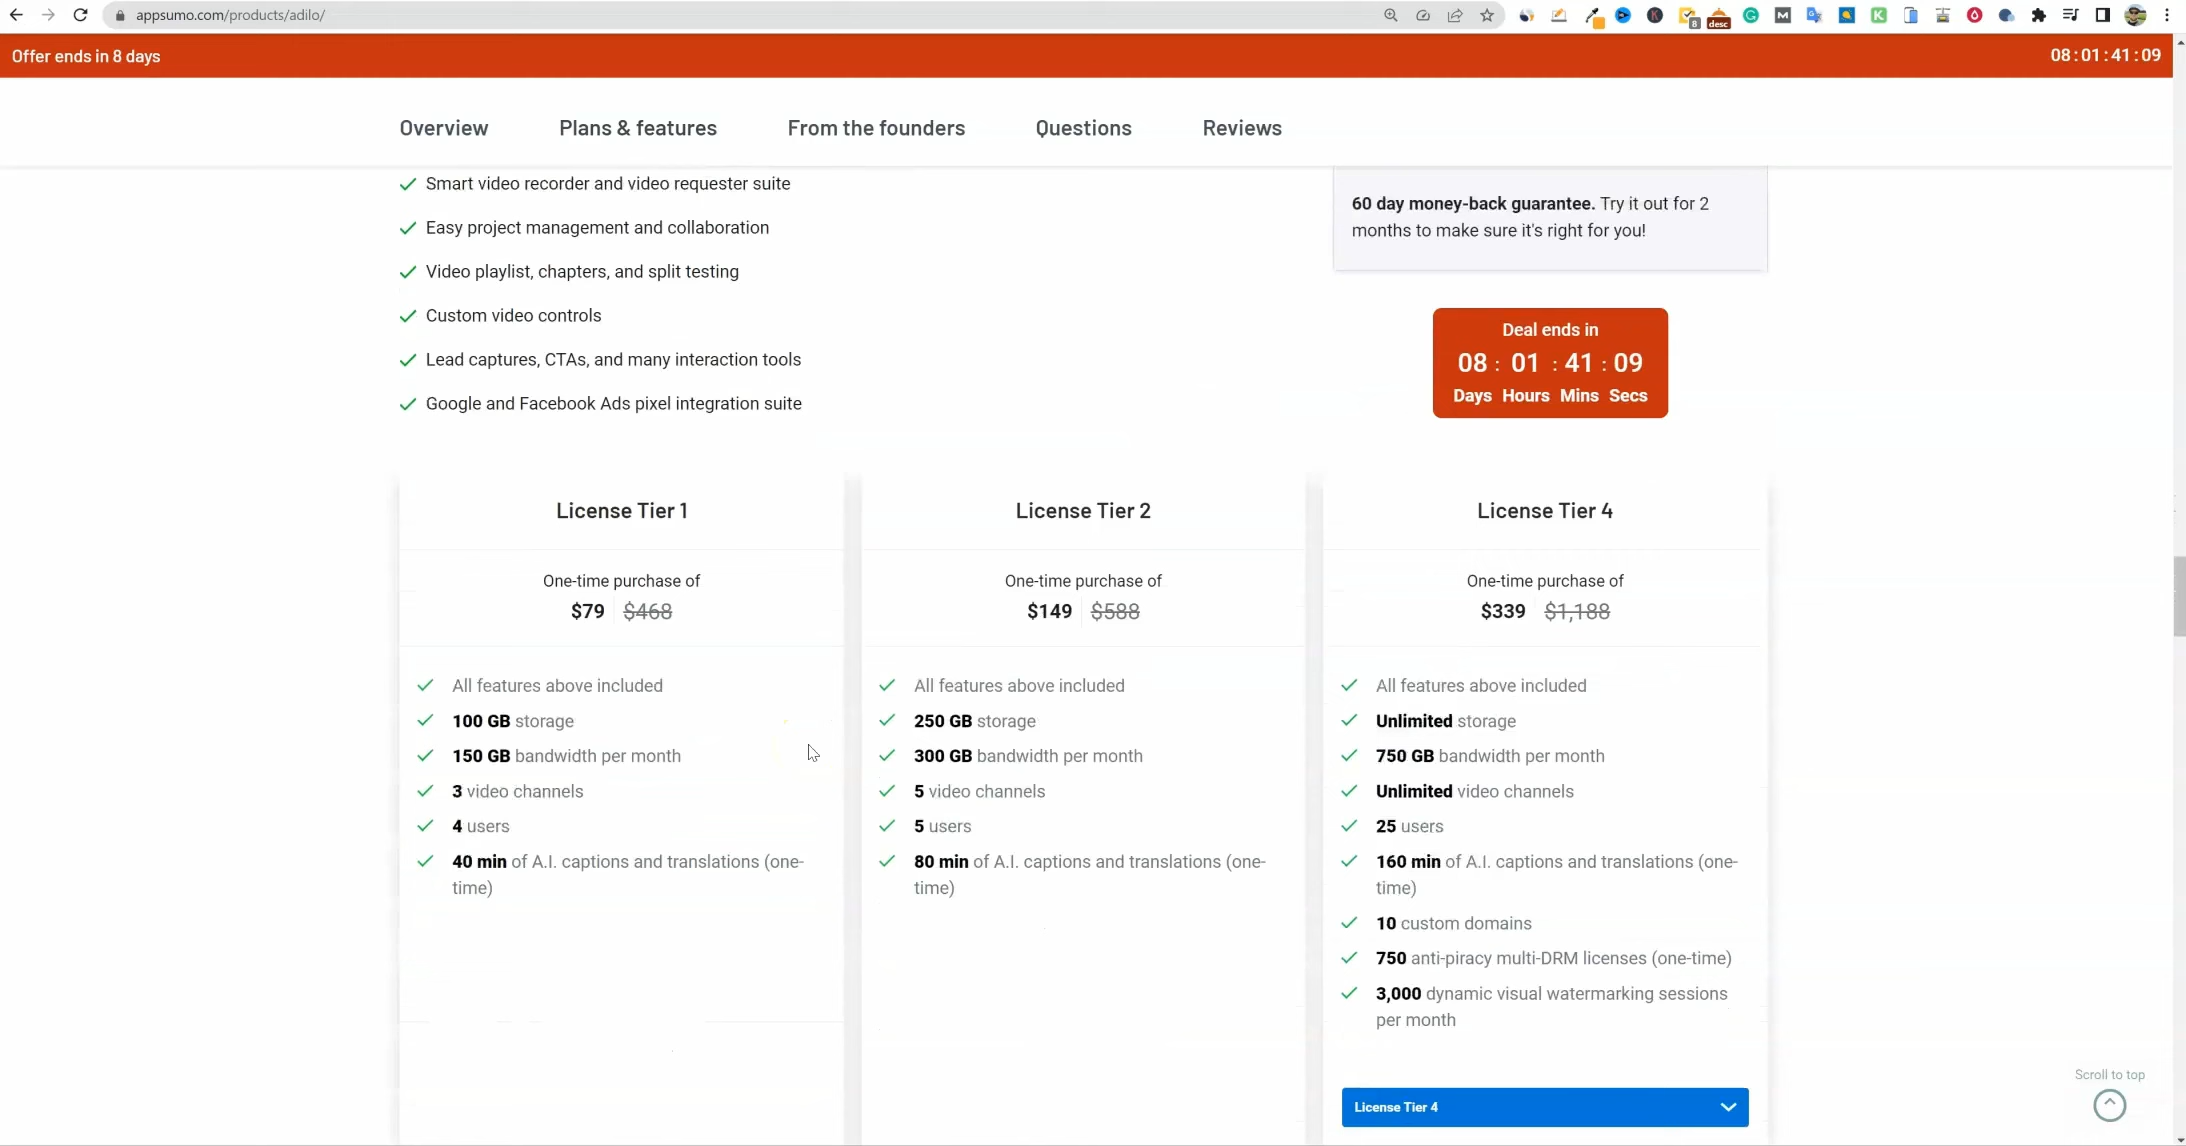 appsumo.com/products/adilo/
8
desc
Offer ends in 8 days
08:01:41:09
Overview
Plans & features
From the founders
Questions
Reviews
Smart video recorder and video requester suite
Easy project management and collaboration
Video playlist, chapters, and split testing
Custom video controls
Lead captures, CTAs, and many interaction tools
Google and Facebook Ads pixel integration suite
60 day money-back guarantee. Try it out for 2
months to make sure it's right for you!
Deal ends in
08 : 01 : 41 : 09
Days Hours Mins Secs
License Tier 1
One-time purchase of
$79 $468
All features above included
100 GB storage
150 GB bandwidth per month
3 video channels
4 users
40 min of A.I. captions and translations (one-
time)
License Tier 2
One-time purchase of
$149 $588
All features above included
250 GB storage
300 GB bandwidth per month
5 video channels
5 users
80 min of A.I. captions and translations (one-
time)
License Tier 4
One-time purchase of
$339 $1,188
All features above included
Unlimited storage
750 GB bandwidth per month
Unlimited video channels
25 users
160 min of A.I. captions and translations (one-
time)
10 custom domains
750 anti-piracy multi-DRM licenses (one-time)
3,000 dynamic visual watermarking sessions
per month
License Tier 4
Scroll to top